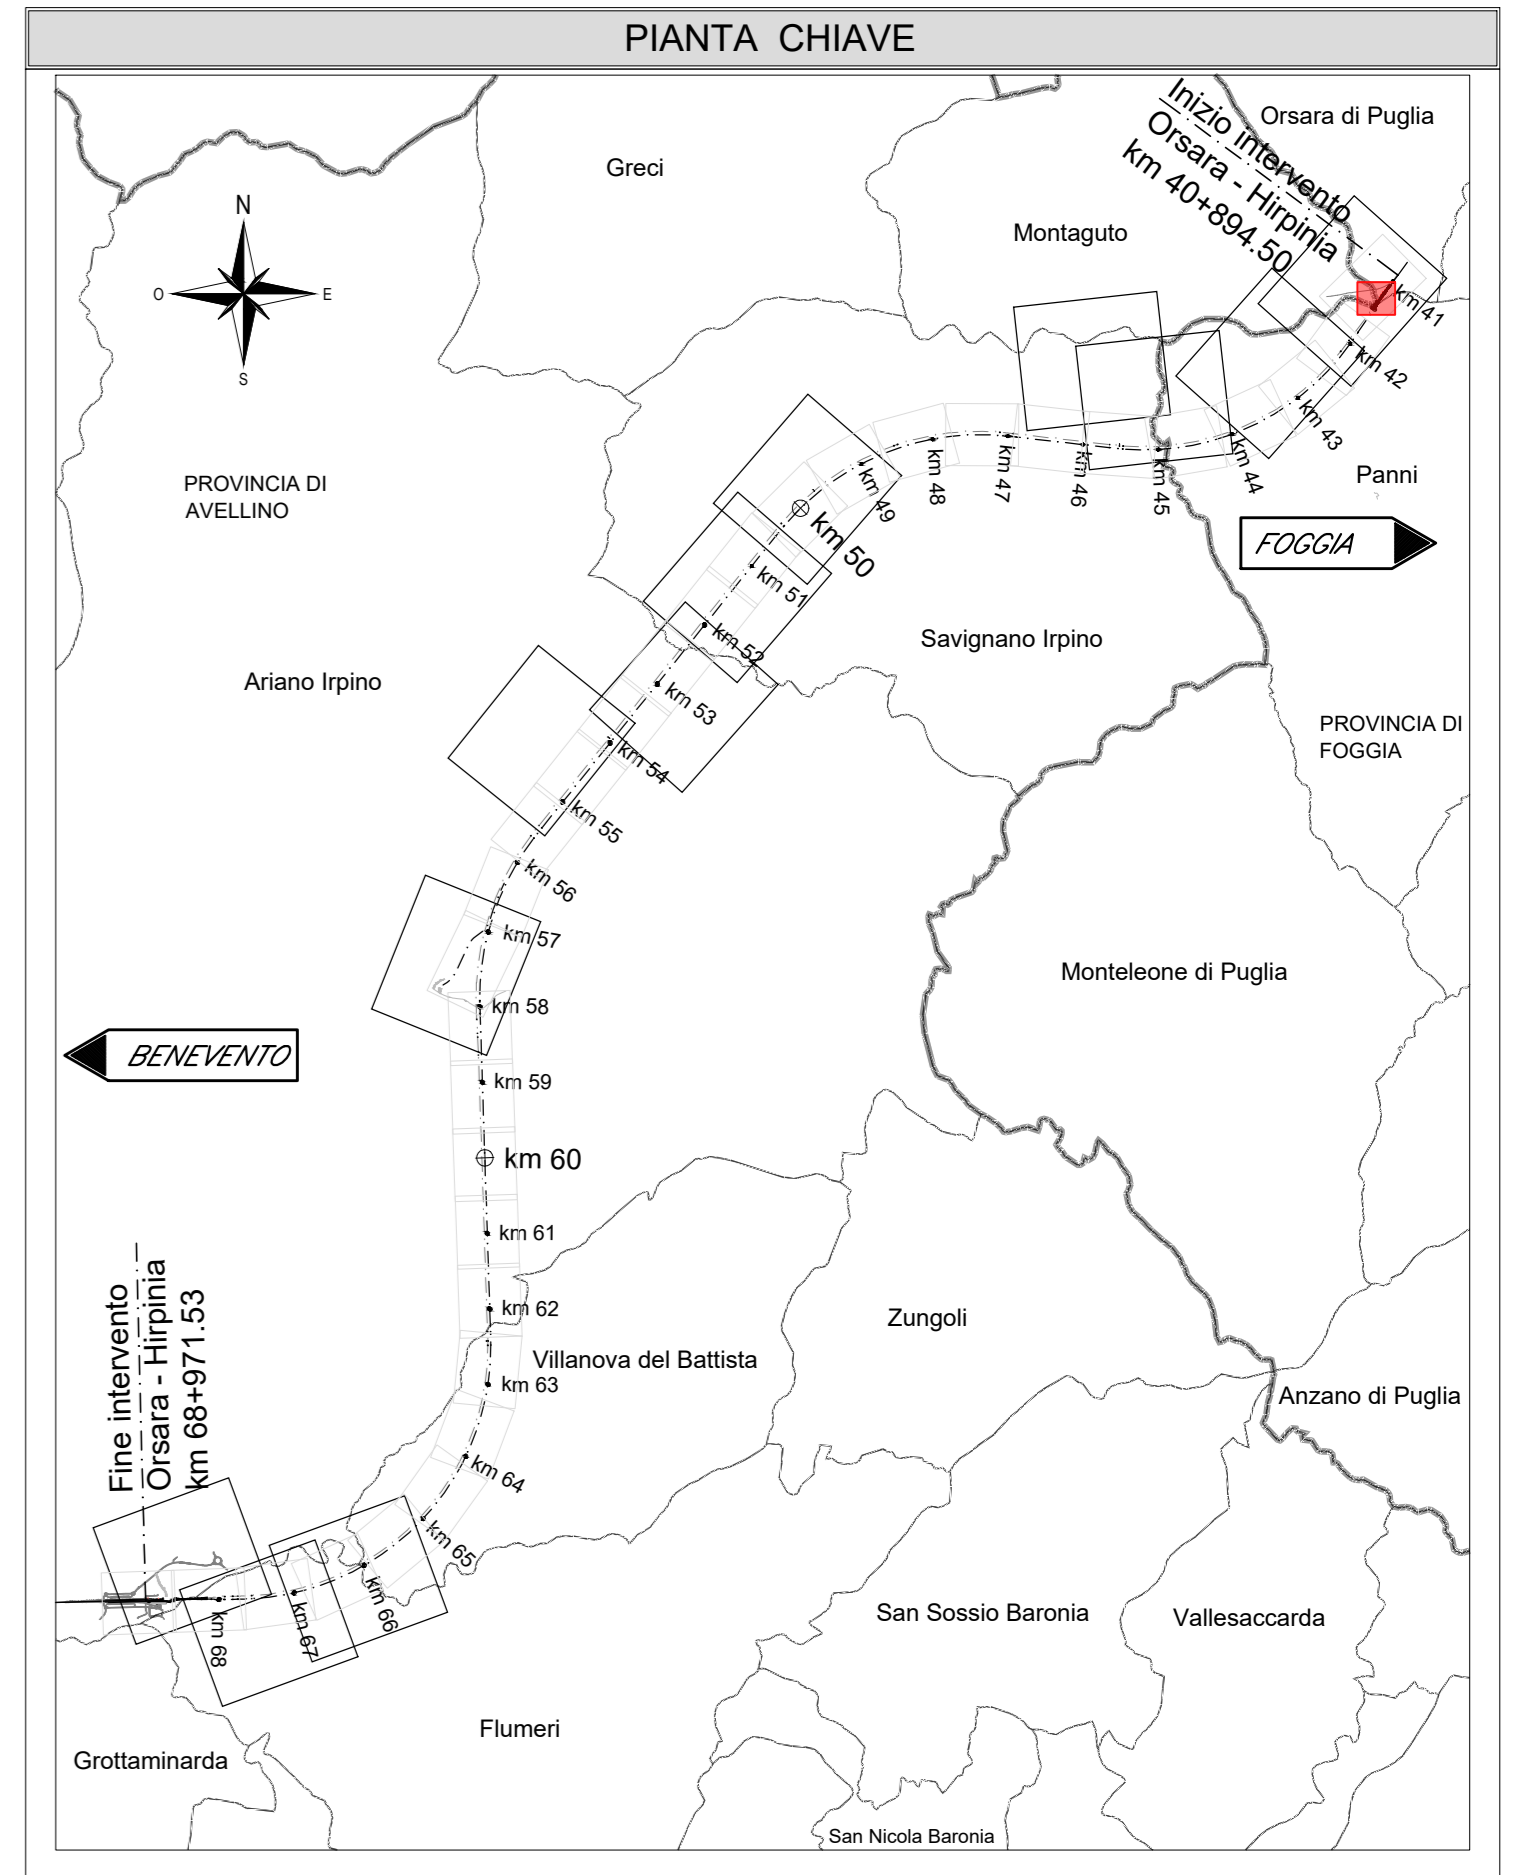 PIANTA CHIAVE
Orsara di Puglia
Inizio intervento
Orsara - Hirpinia
km 40+894.50
Greci
Montaguto
N
O
E
S
km 41
km 42
km 43
km 44
km 45
km 46
km 47
km 48
km 49
km 50
km 51
km 52
km 53
km 54
km 55
km 56
km 57
km 58
km 59
km 60
km 61
km 62
km 63
km 64
km 65
km 66
km 67
km 68
Panni
FOGGIA
PROVINCIA DI
AVELLINO
Savignano Irpino
Ariano Irpino
PROVINCIA DI
FOGGIA
Monteleone di Puglia
BENEVENTO
Zungoli
Villanova del Battista
Anzano di Puglia
Fine intervento
Orsara - Hirpinia
km 68+971.53
San Sossio Baronia
Vallesaccarda
Flumeri
Grottaminarda
San Nicola Baronia